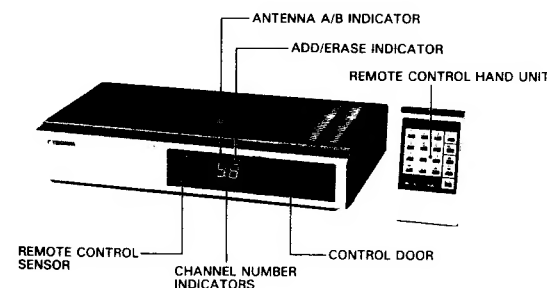 ANTENNA A/B INDICATOR
ADD/ERASE INDICATOR
REMOTE CONTROL HAND UNIT
58
REMOTE CONTROL
SENSOR
CHANNEL NUMBER
INDICATORS
CONTROL DOOR